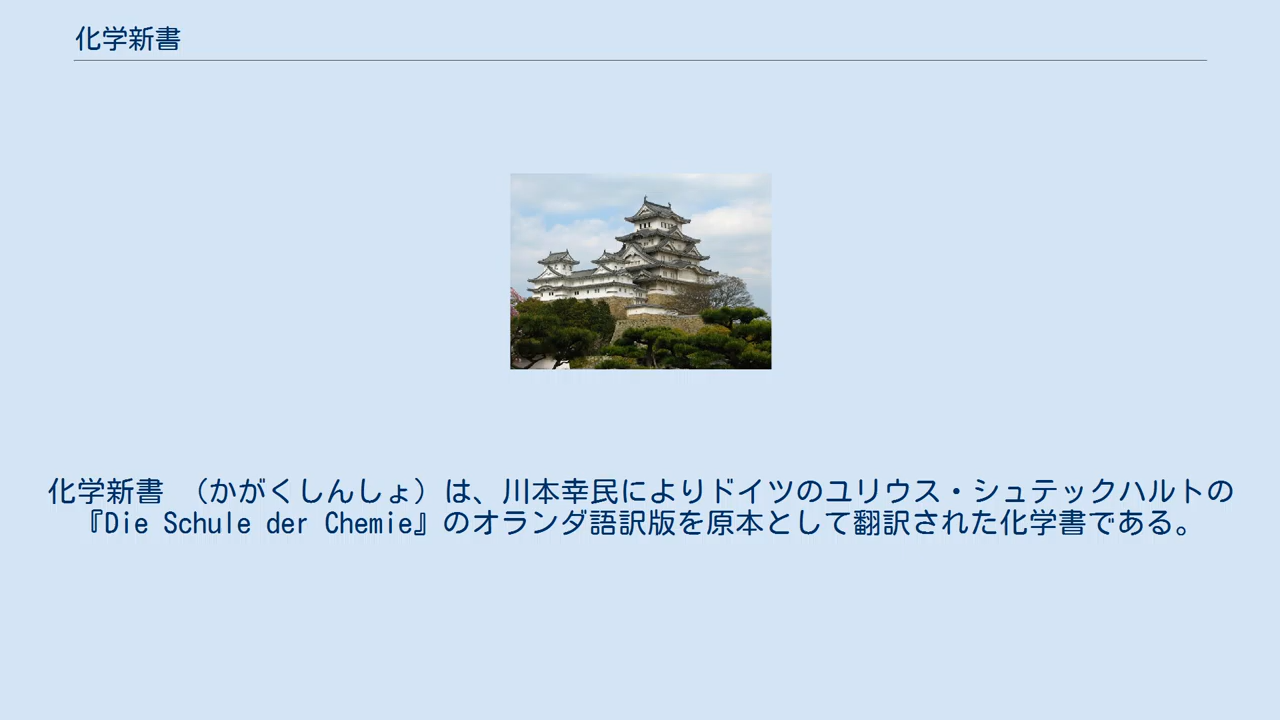 化学新書
化学新書 （かがくしんしょ）は、川本幸民によりドイツのユリウス・シュテックハルトの
『Die Schule der Chemie』のオランダ語訳版を原本として翻訳された化学書である。